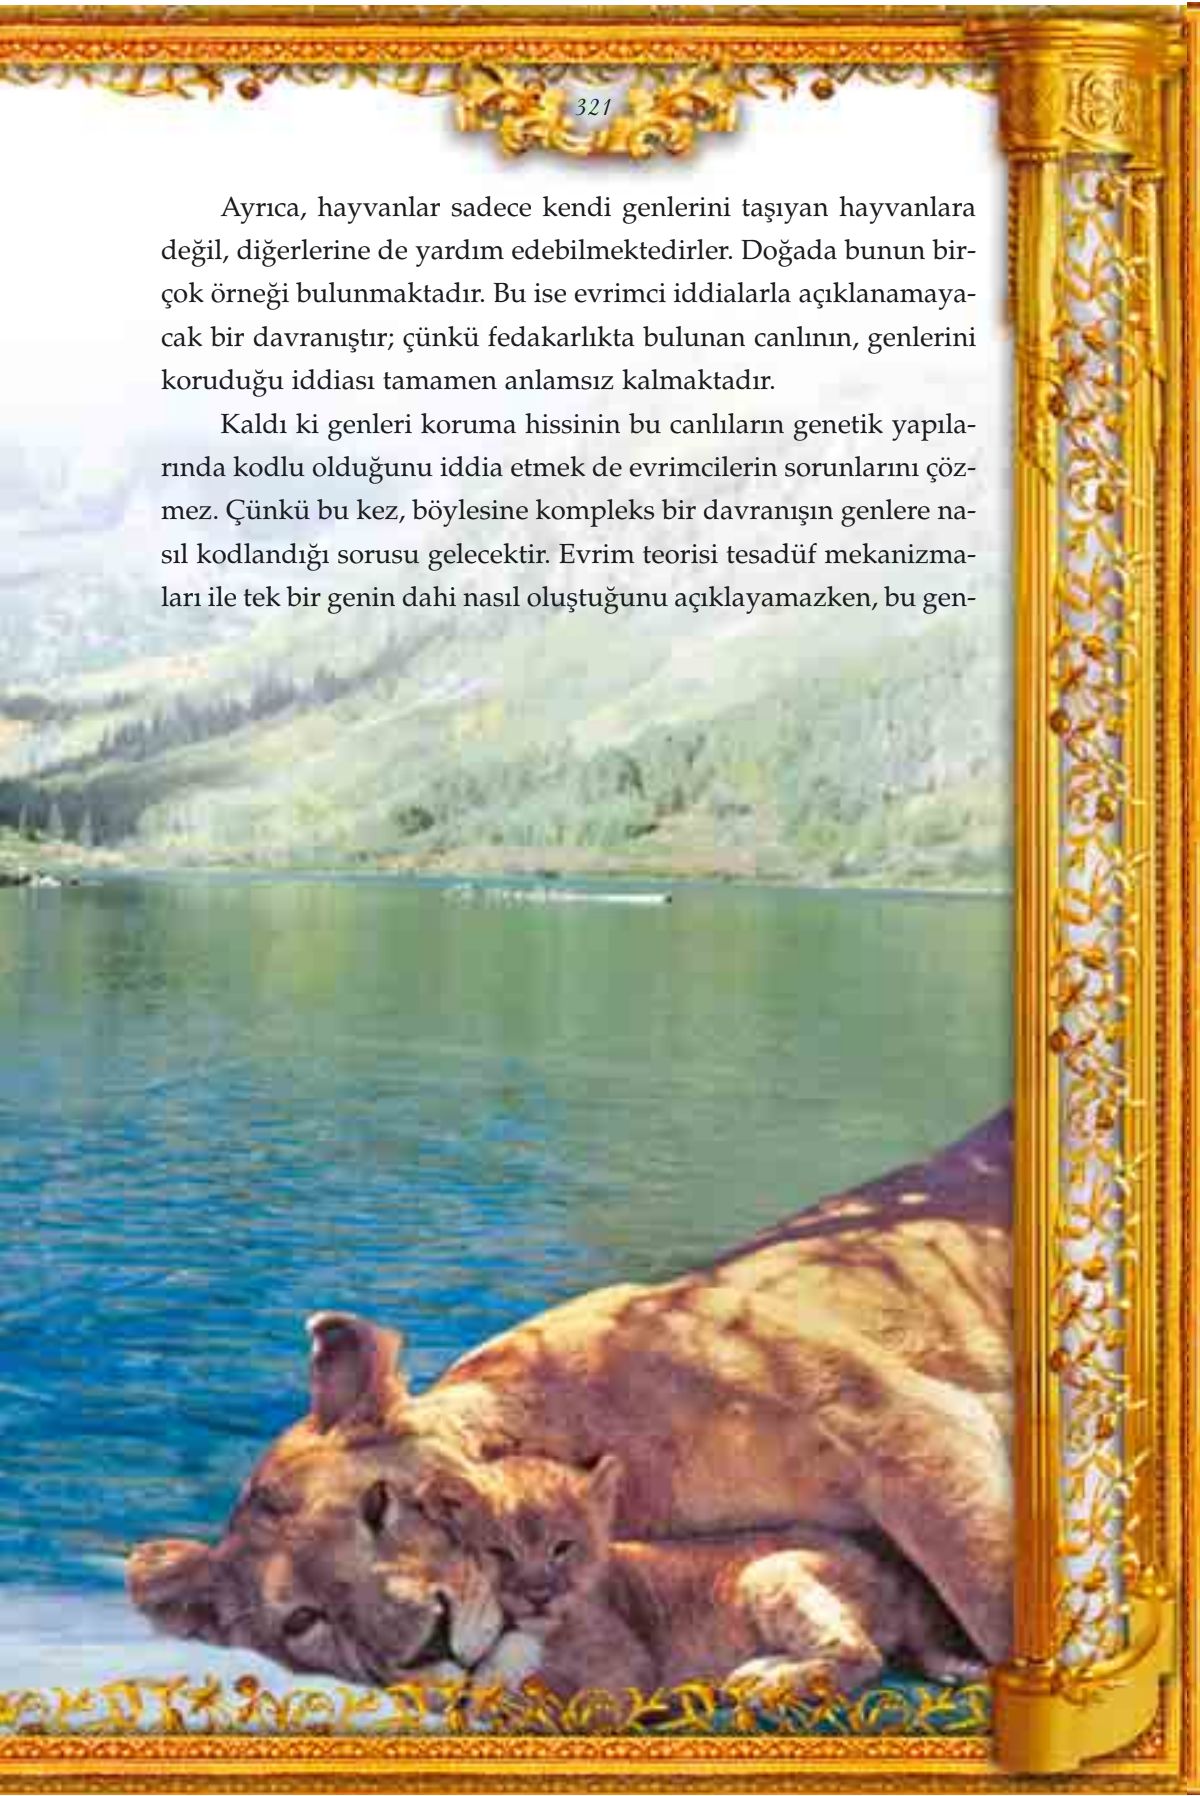 321
Ayrıca, hayvanlar sadece kendi genlerini taşıyan hayvanlara
değil, diğerlerine de yardım edebilmektedirler. Doğada bunun bir-
çok örneği bulunmaktadır. Bu ise evrimci iddialarla açıklanamaya-
cak bir davranıştır; çünkü fedakarlıkta bulunan canlının, genlerini
koruduğu iddiası tamamen anlamsız kalmaktadır.
Kaldı ki genleri koruma hissinin bu canlıların genetik yapıla-
rında kodlu olduğunu iddia etmek de evrimcilerin sorunlarını çöz-
mez. Çünkü bu kez, böylesine kompleks bir davranışın genlere na-
sıl kodlandığı sorusu gelecektir. Evrim teorisi tesadüf mekanizma-
ları ile tek bir genin dahi nasıl oluştuğunu açıklayamazken, bu gen-